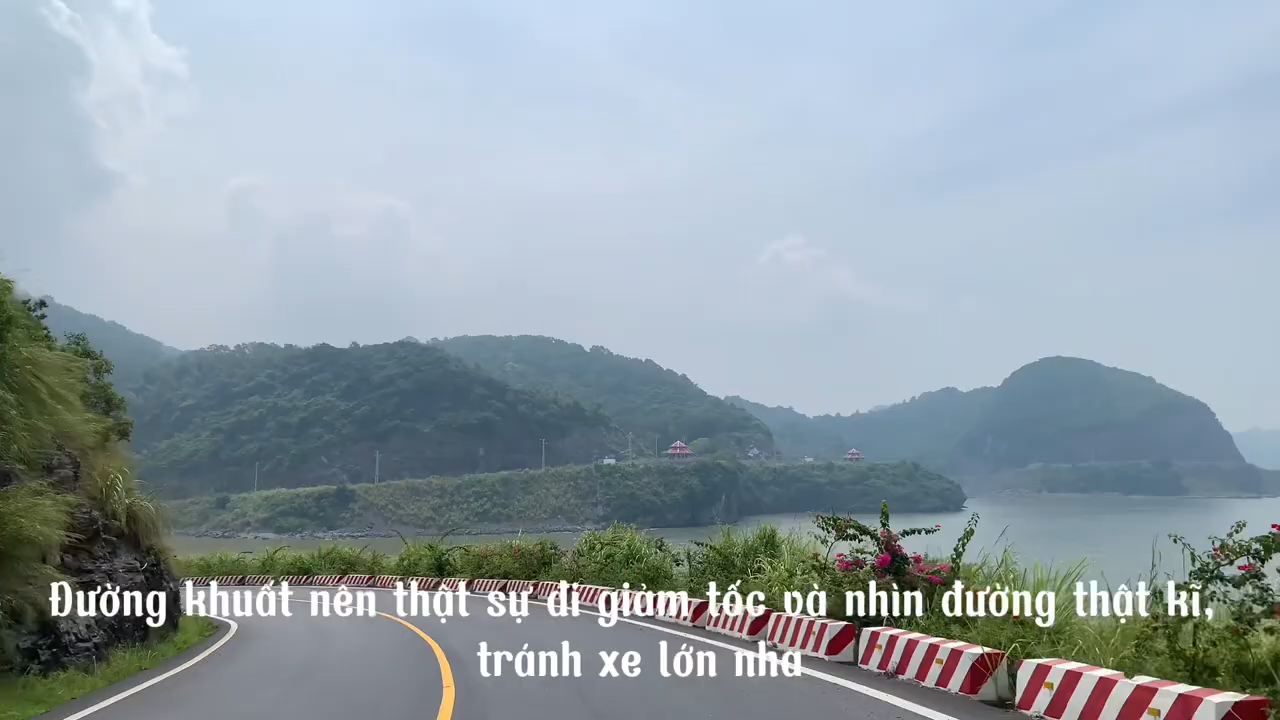 Đường khuất nên thật sự đi giảm tốc và nhìn đường thật kĩ,
tránh xe lớn nha